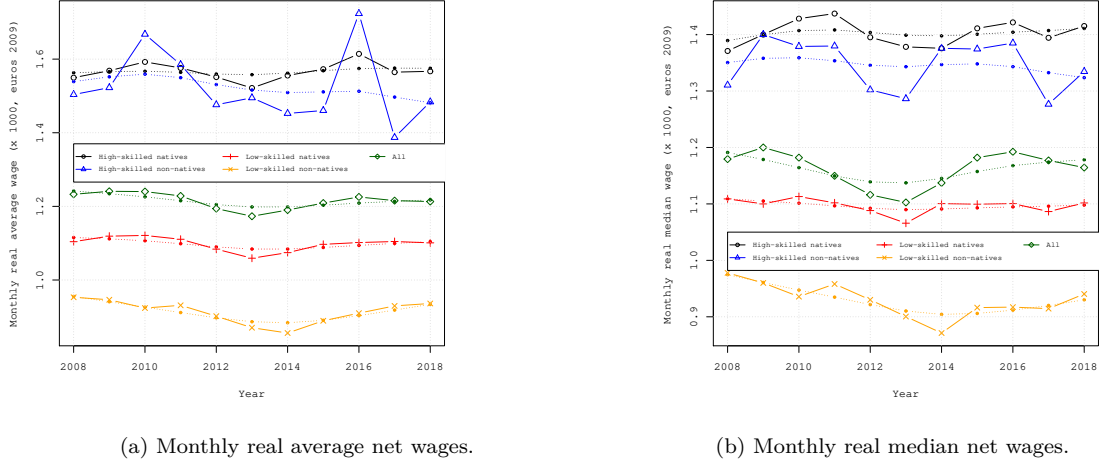 Monthly real average wage (x 1000, euros 2009)
1.6
1.4
1.2
1.0
High-skilled natives
High-skilled non-natives
Low-skilled natives
Low-skilled non-natives
All
2008 2010 2012 2014 2016 2018
Year
(a) Monthly real average net wages.
Monthly real median wage (x 1000, euros 2009)
1.4
1.3
1.2
1.1
0.9
High-skilled natives
High-skilled non-natives
Low-skilled natives
Low-skilled non-natives
All
2008 2010 2012 2014 2016 2018
Year
(b) Monthly real median net wages.